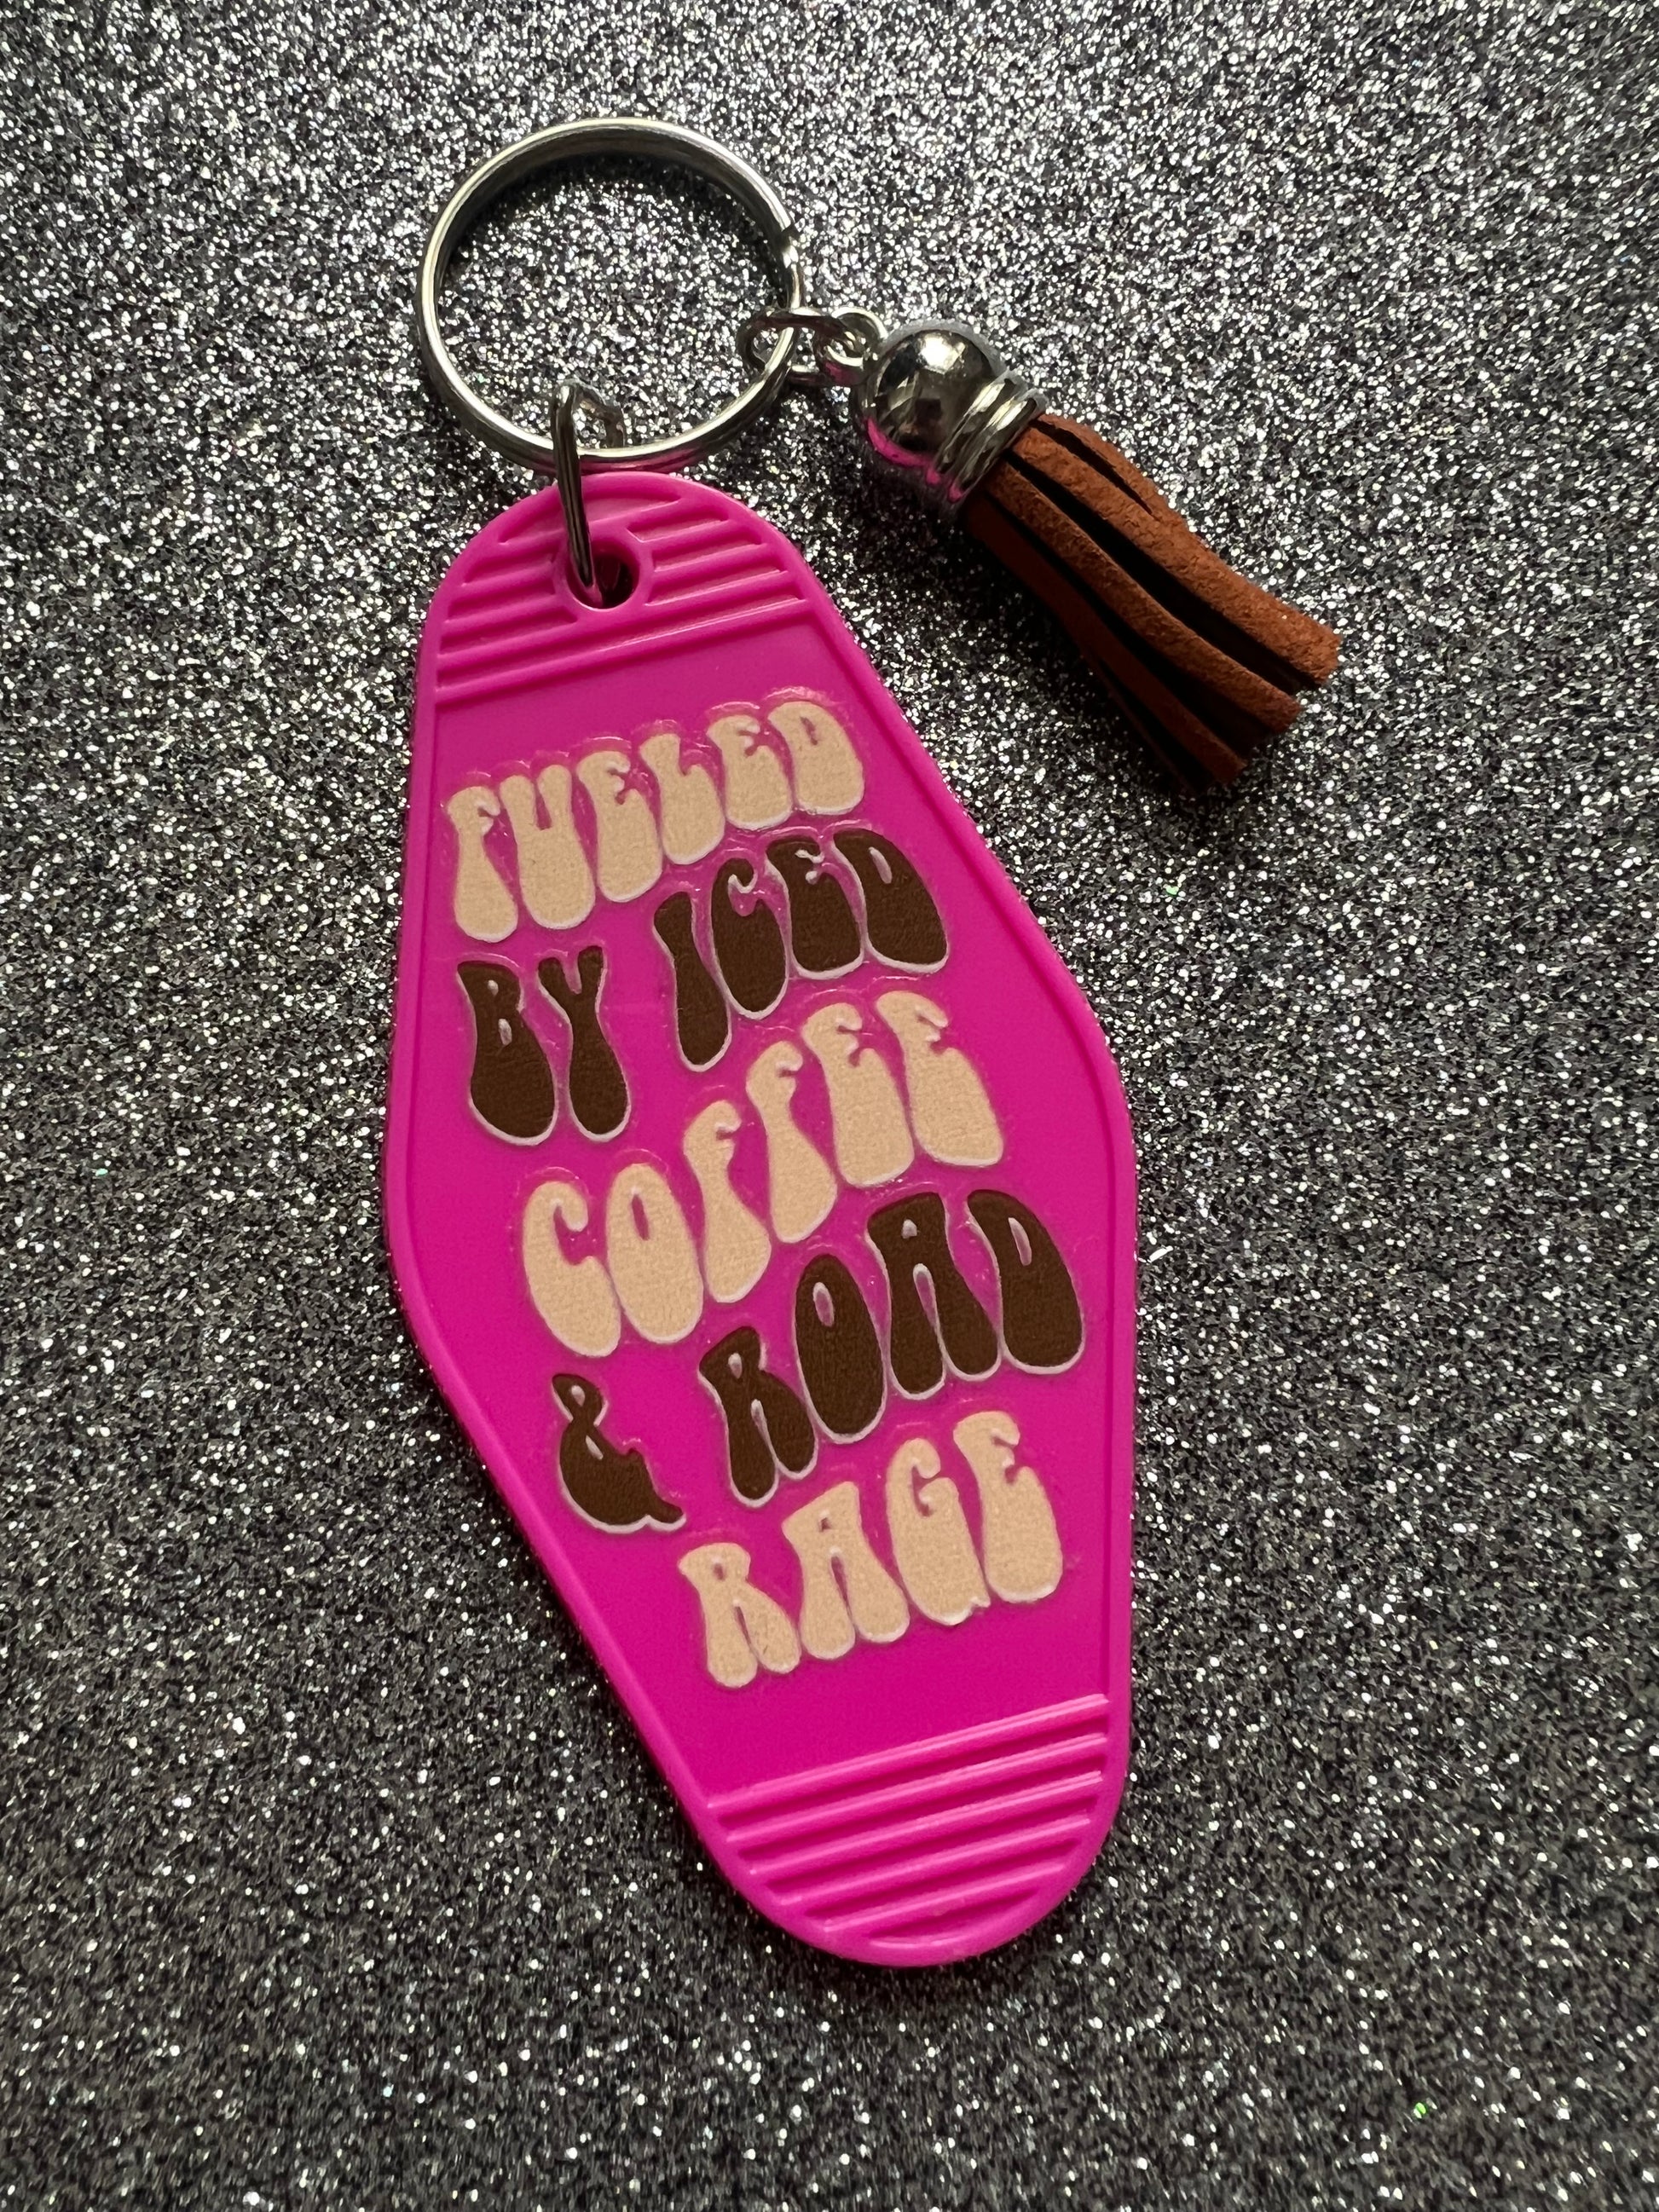 FUELED
BY ICED
COFFEE
& ROAD
RAGE